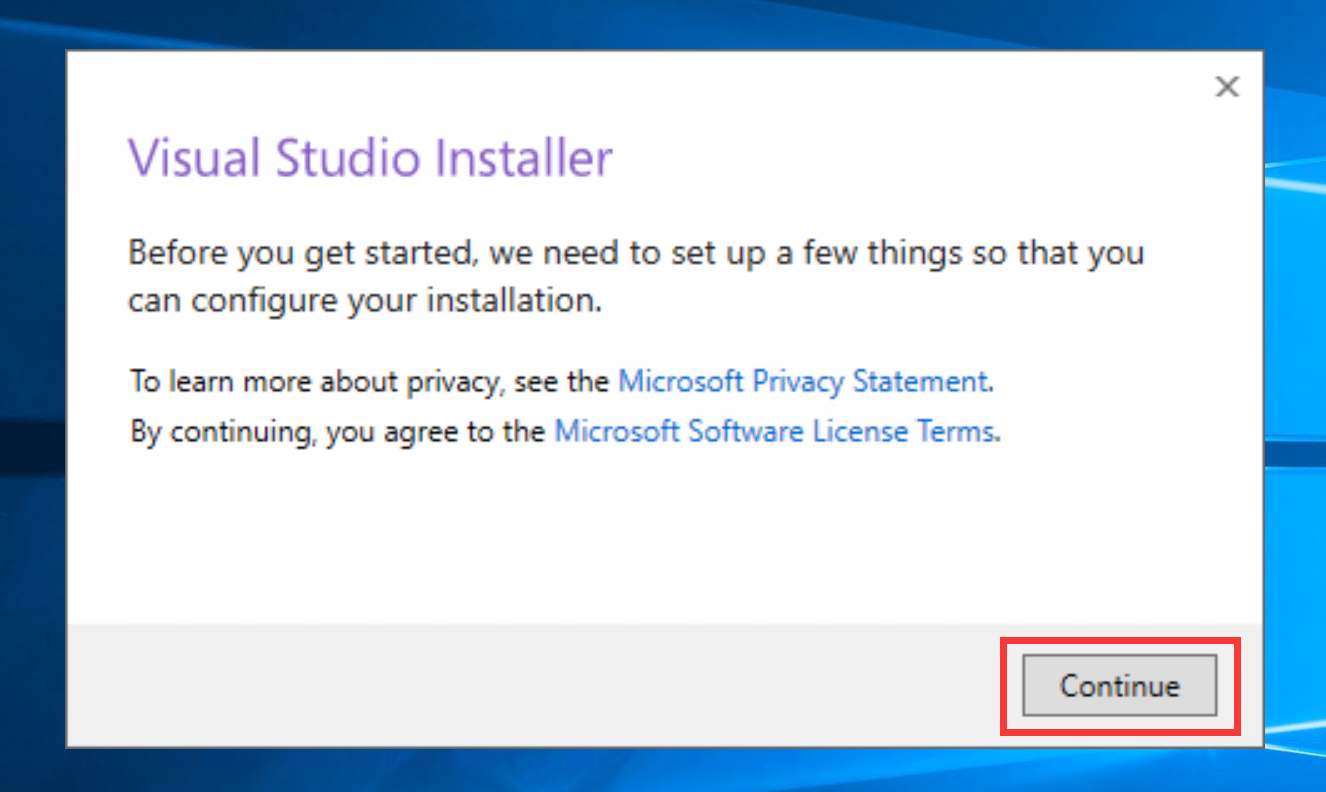 Visual Studio Installer
Before you get started, we need to set up a few things so that you
can configure your installation.
To learn more about privacy, see the Microsoft Privacy Statement.
By continuing, you agree to the Microsoft Software License Terms.
Continue